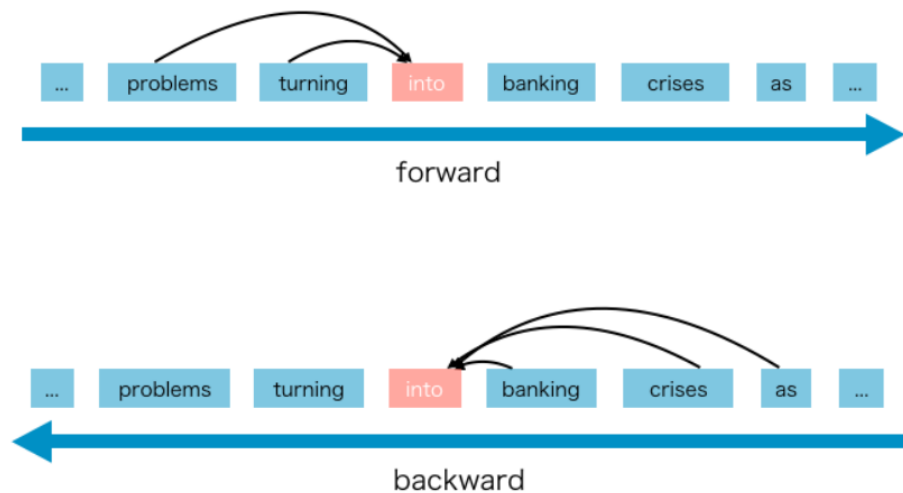 ... problems turning into banking crises as ...
forward
... problems turning into banking crises as ...
backward